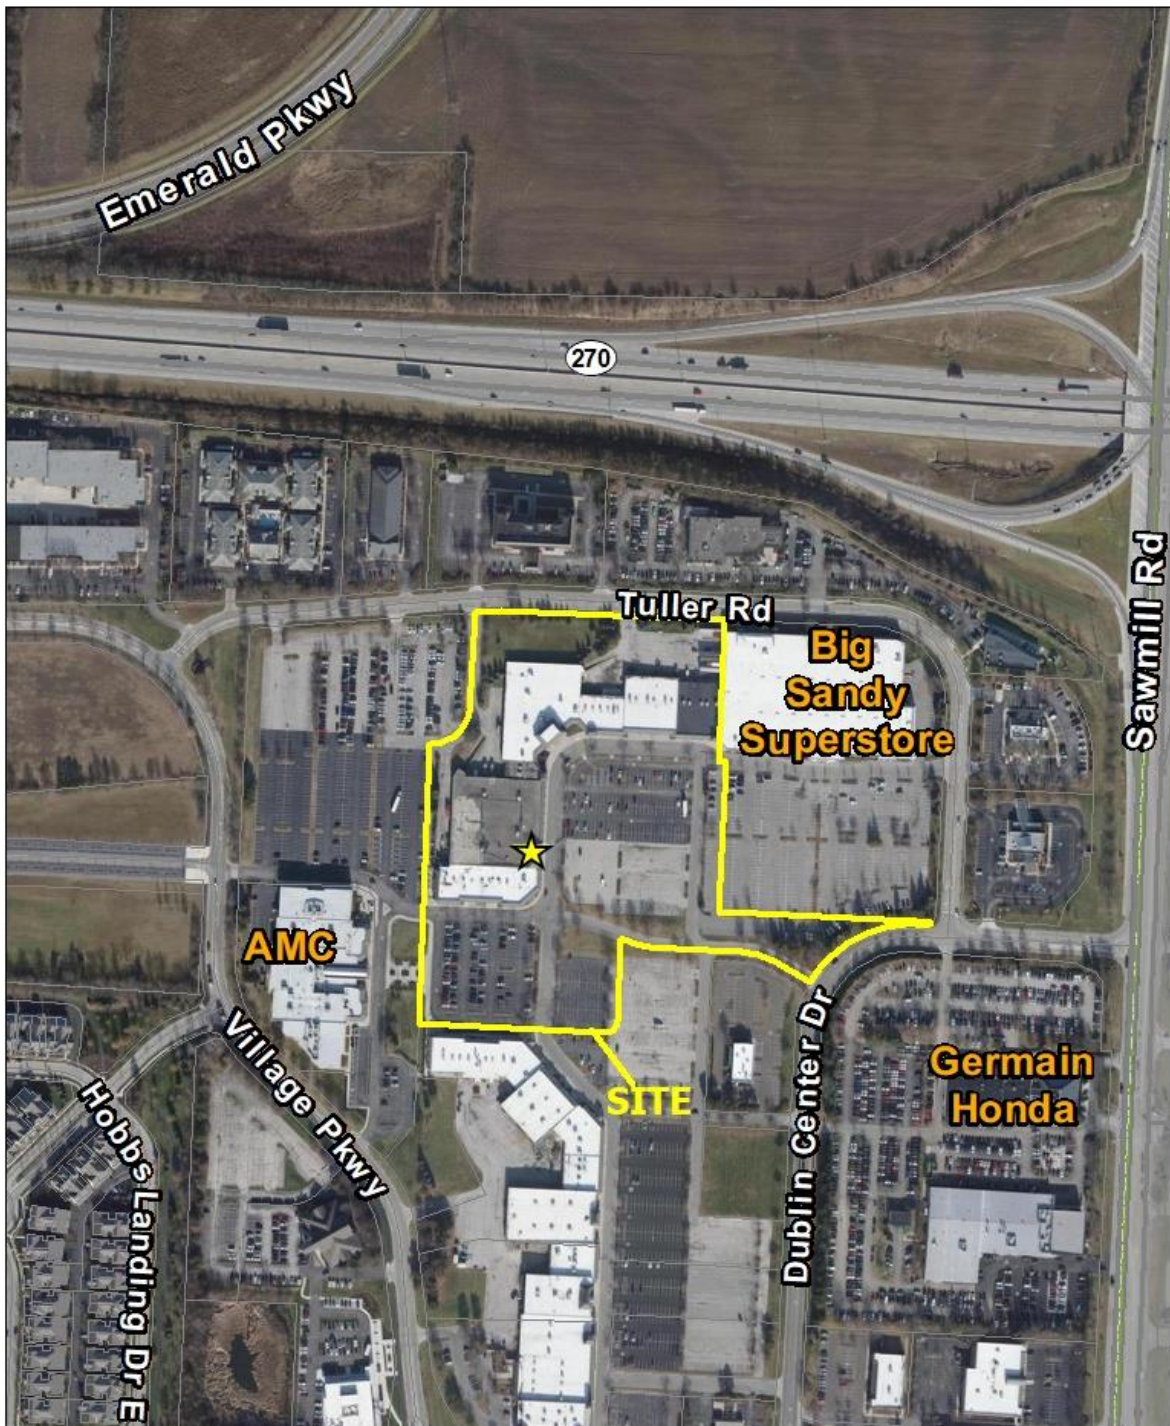 Emerald Pkwy
270
Tuller Rd
Sawmill Rd
Big
Sandy
Superstore
AMC
Village Pkwy
SITE
Dublin Center Dr
Germain
Honda
Hobbs Landing Dr E